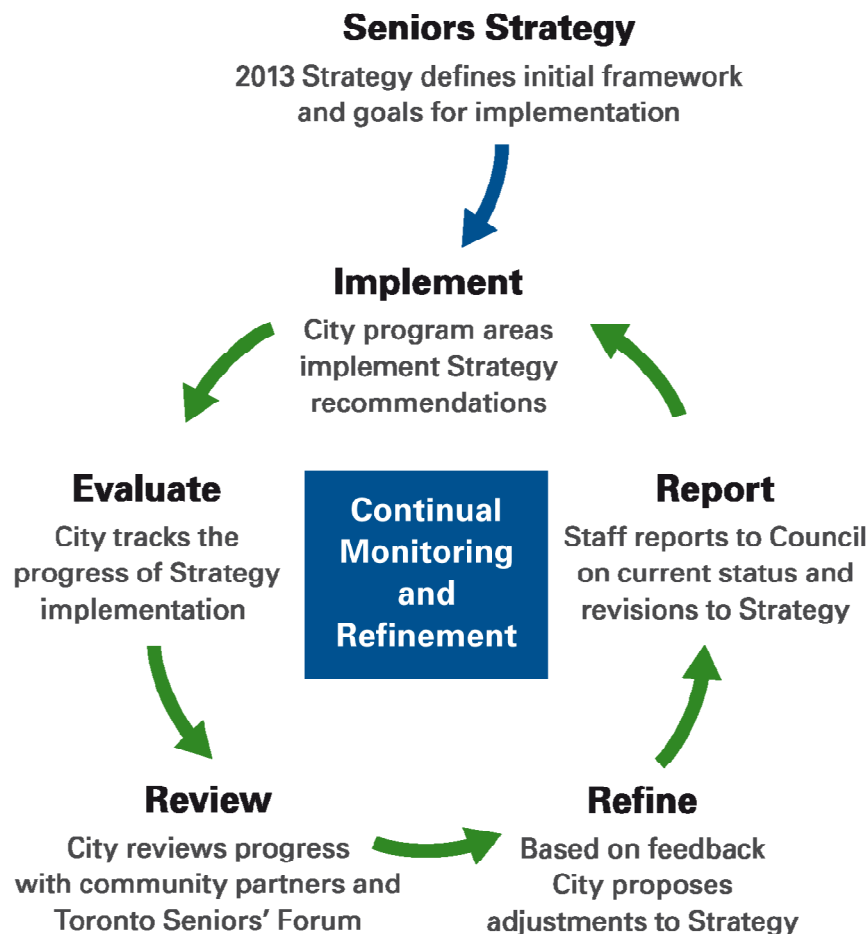 Seniors Strategy
2013 Strategy defines initial framework
and goals for implementation
Implement
City program areas
implement Strategy
recommendations
Evaluate
City tracks the
progress of Strategy
implementation
Continual
Monitoring
and
Refinement
Report
Staff reports to Council
on current status and
revisions to Strategy
Review
City reviews progress
with community partners and
Toronto Seniors’ Forum
Refine
Based on feedback
City proposes
adjustments to Strategy